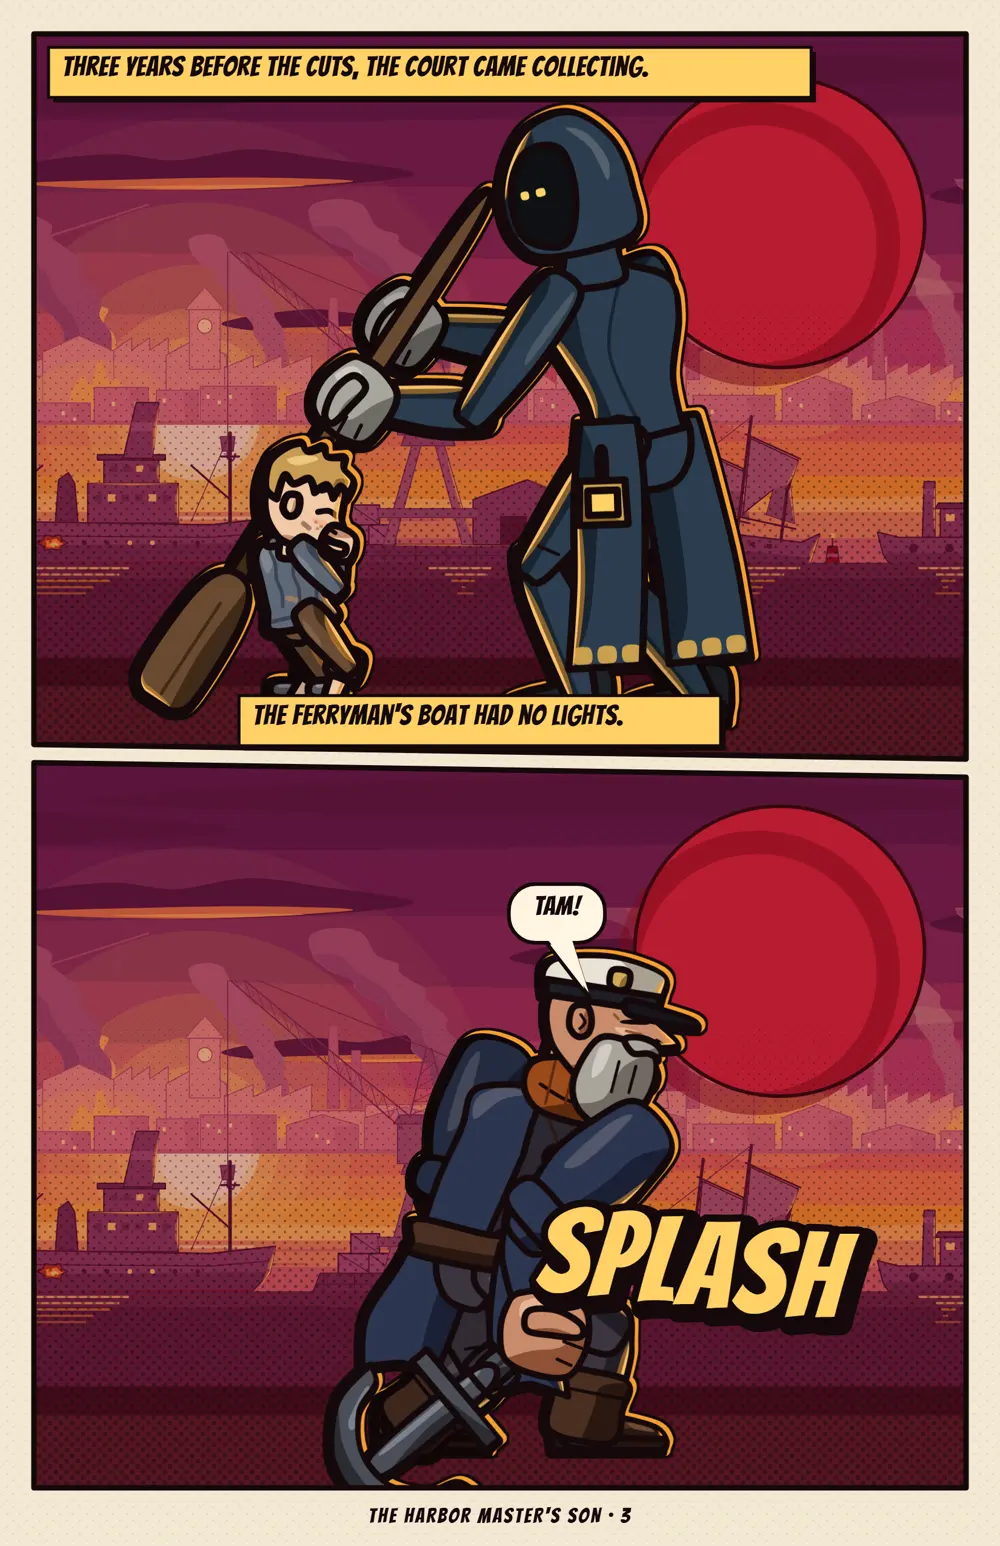 THREE YEARS BEFORE THE CUTS, THE COURT CAME COLLECTING.
THE FERRYMAN'S BOAT HAD NO LIGHTS.
TAM!
SPLASH
THE HARBOR MASTER'S SON · 3